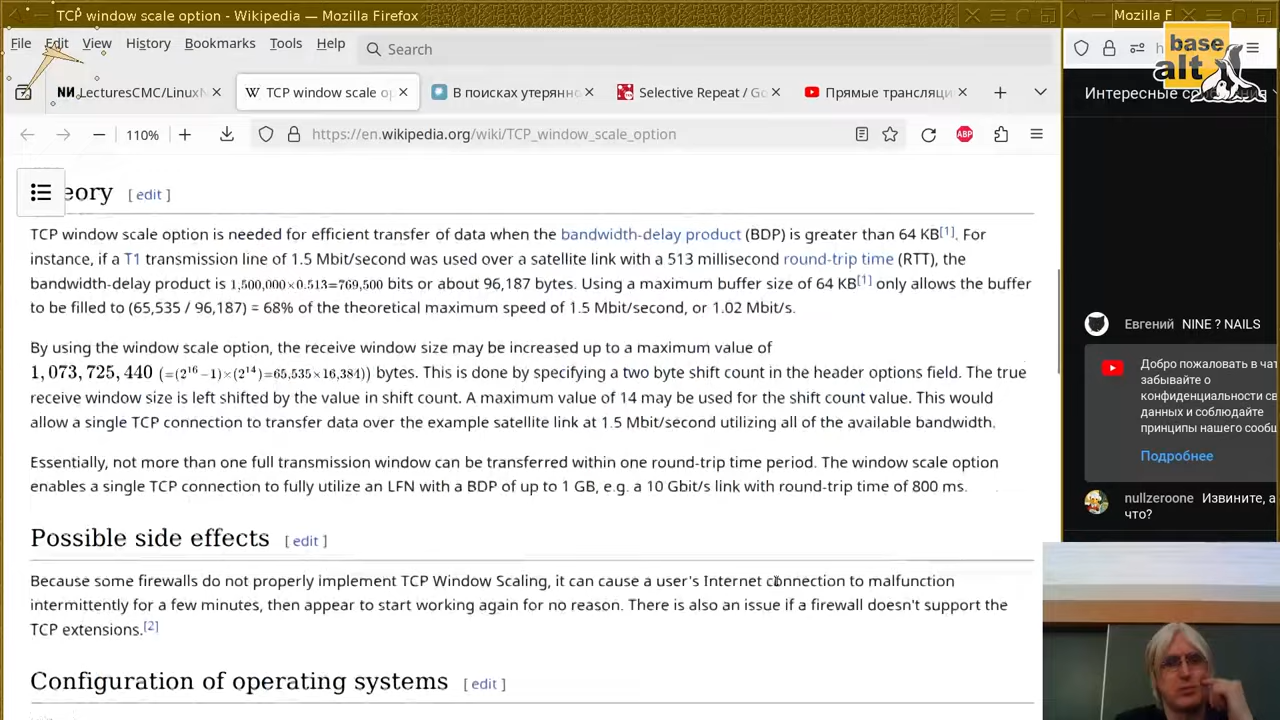 TCP window scale option - Wikipedia — Mozilla Firefox
Mozilla F
File Edit View History Bookmarks Tools Help
Search
base
alt
LecturesCMC/Linux
TCP window scale op
В поисках утерянно
Selective Repeat / Go
Прямые трансляци
Интересные со
110%
https://en.wikipedia.org/wiki/TCP_window_scale_option
ABP
eory [ edit ]
TCP window scale option is needed for efficient transfer of data when the bandwidth-delay product (BDP) is greater than 64 KB[1]. For
instance, if a T1 transmission line of 1.5 Mbit/second was used over a satellite link with a 513 millisecond round-trip time (RTT), the
bandwidth-delay product is 1,500,000×0.513=769,500 bits or about 96,187 bytes. Using a maximum buffer size of 64 KB[1] only allows the buffer
to be filled to (65,535 / 96,187) = 68% of the theoretical maximum speed of 1.5 Mbit/second, or 1.02 Mbit/s.
By using the window scale option, the receive window size may be increased up to a maximum value of
1,073,725,440 (=(2^16−1)×(2^14)=65,535×16,384)) bytes. This is done by specifying a two byte shift count in the header options field. The true
receive window size is left shifted by the value in shift count. A maximum value of 14 may be used for the shift count value. This would
allow a single TCP connection to transfer data over the example satellite link at 1.5 Mbit/second utilizing all of the available bandwidth.
Essentially, not more than one full transmission window can be transferred within one round-trip time period. The window scale option
enables a single TCP connection to fully utilize an LFN with a BDP of up to 1 GB, e.g. a 10 Gbit/s link with round-trip time of 800 ms.
Possible side effects [ edit ]
Because some firewalls do not properly implement TCP Window Scaling, it can cause a user's Internet connection to malfunction
intermittently for a few minutes, then appear to start working again for no reason. There is also an issue if a firewall doesn't support the
TCP extensions.[2]
Configuration of operating systems [ edit ]
Евгений NINE ? NAILS
Добро пожаловать в чат
забывайте о
конфиденциальности св
данных и соблюдайте
принципы нашего сообщ
Подробнее
nullzeroone Извините, а
что?